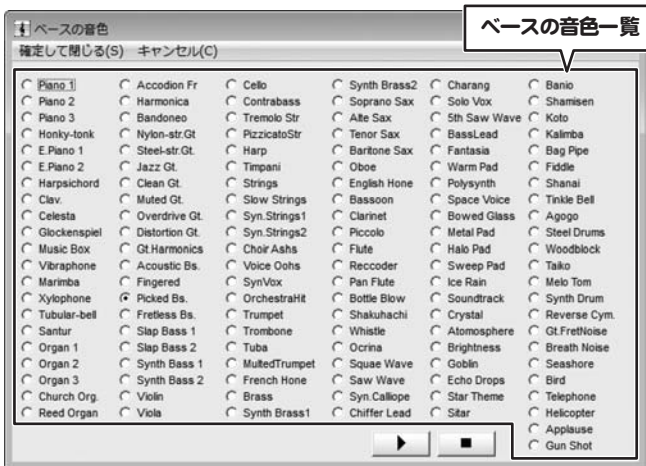 ベースの音色
ベースの音色一覧
確定して閉じる(S) キャンセル(C)
Piano 1 Accodion Fr Cello Synth Brass2 Charang Banio
Piano 2 Harmonica Contrabass Soprano Sax Solo Vox Shamisen
Piano 3 Bandoneo Tremolo Str Alte Sax 5th Saw Wave Koto
Honky-tonk Nylon-str.Gt PizzicatoStr Tenor Sax BassLead Kalimba
E.Piano 1 Steel-str.Gt. Harp Baritone Sax Fantasia Bag Pipe
E.Piano 2 Jazz Gt. Timpani Oboe Warm Pad Fiddle
Harpsichord Clean Gt. Strings English Hone Polysynth Shanai
Clav. Muted Gt. Slow Strings Bassoon Space Voice Tinkle Bell
Celesta Overdrive Gt. Syn.Strings1 Clarinet Bowed Glass Agogo
Glockenspiel Distortion Gt. Syn.Strings2 Piccolo Metal Pad Steel Drums
Music Box Gt.Harmonics Choir Ashs Flute Halo Pad Woodblock
Vibraphone Acoustic Bs. Voice Oohs Reccoder Sweep Pad Taiko
Marimba Fingered SynVox Pan Flute Ice Rain Melo Tom
Xylophone Picked Bs. OrchestraHit Bottle Blow Soundtrack Synth Drum
Tubular-bell Fretless Bs. Trumpet Shakuhachi Crystal Reverse Cym.
Santur Slap Bass 1 Trombone Whistle Atomosphere Gt.FretNoise
Organ 1 Slap Bass 2 Tuba Ocrina Brightness Breath Noise
Organ 2 Synth Bass 1 MultedTrumpet Squae Wave Goblin Seashore
Organ 3 Synth Bass 2 French Hone Saw Wave Echo Drops Bird
Church Org. Violin Brass Syn.Calliope Star Theme Telephone
Reed Organ Viola Synth Brass1 Chiffer Lead Sitar Helicopter
Applause
Gun Shot